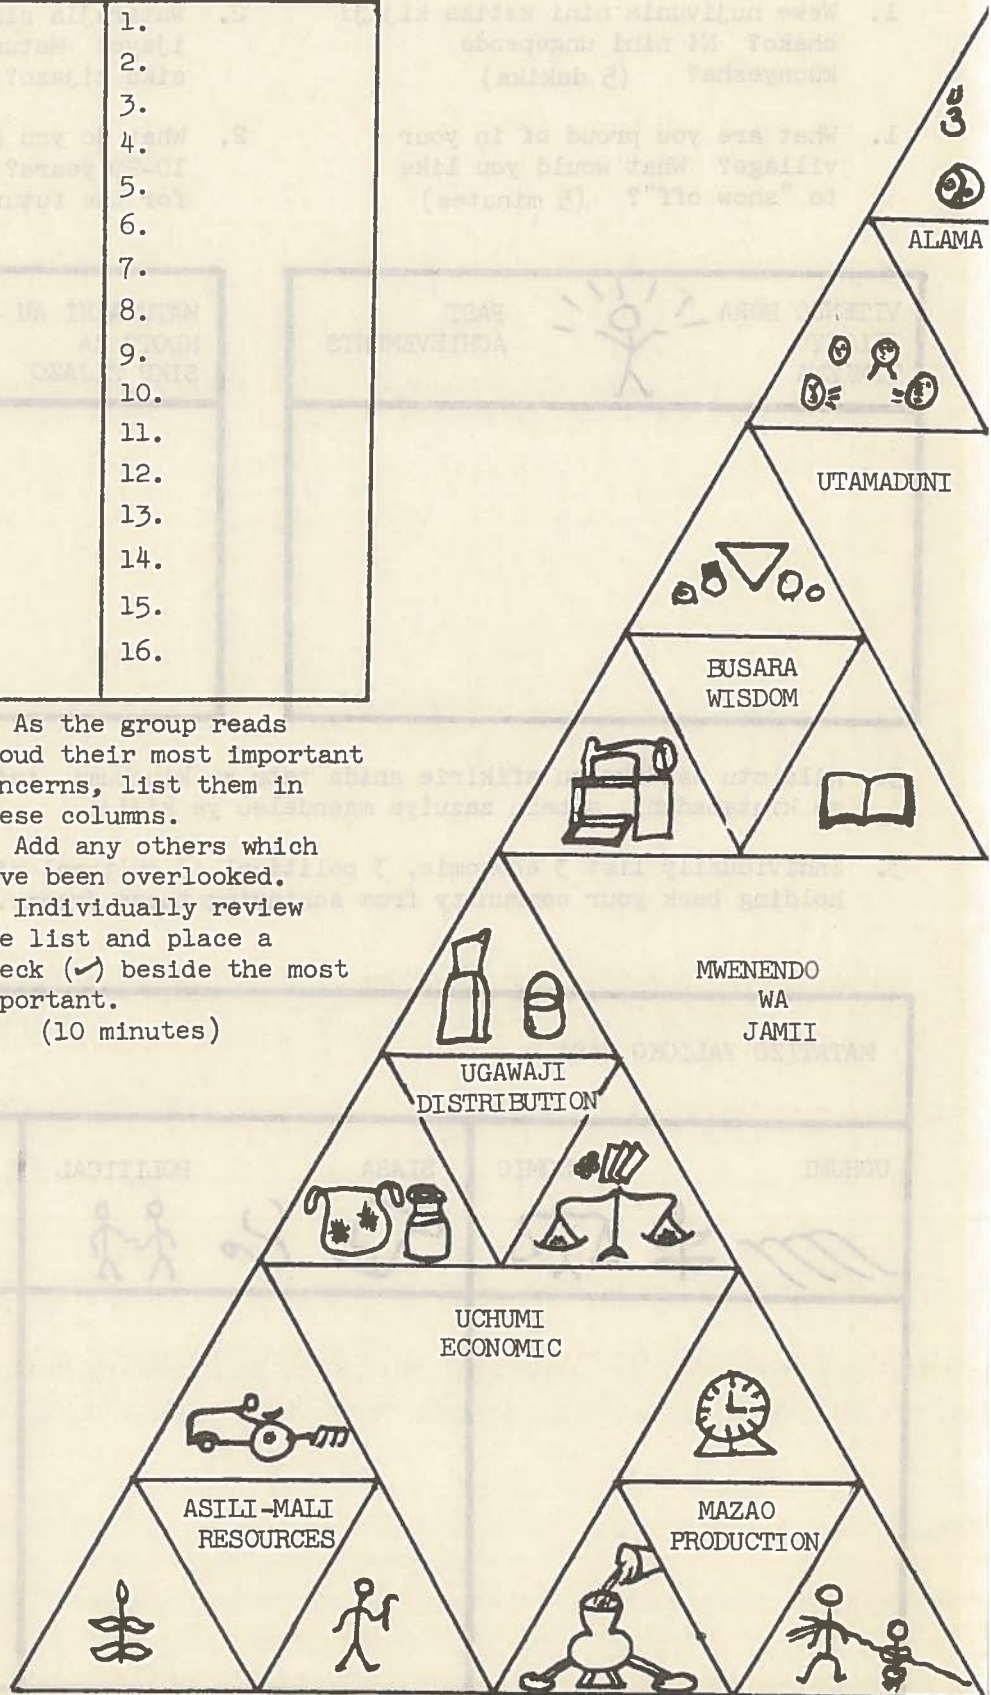 1.
2.
3.
4.
5.
6.
7.
8.
9.
10.
11.
12.
13.
14.
15.
16.
As the group reads
oud their most important
ncerns, list them in
ese columns.
Add any others which
ve been overlooked.
Individually review
e list and place a
eck (✓) beside the most
portant.
(10 minutes)
ALAMA
UTAMADUNI
BUSARA
WISDOM
MWENENDO
WA
JAMII
UGAWAJI
DISTRIBUTION
UCHUMI
ECONOMIC
ASILI-MALI
RESOURCES
MAZAO
PRODUCTION